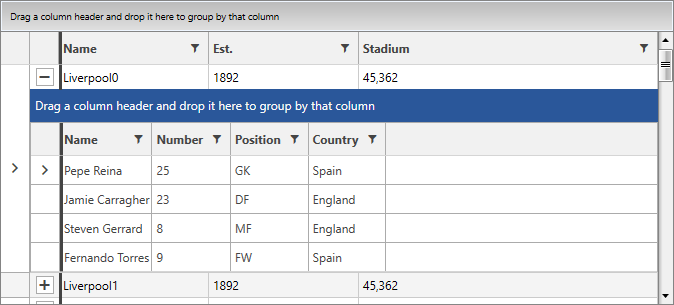 Drag a column header and drop it here to group by that column
Name Est. Stadium
Liverpool0 1892 45,362
Drag a column header and drop it here to group by that column
Name Number Position Country
Pepe Reina 25 GK Spain
Jamie Carragher 23 DF England
Steven Gerrard 8 MF England
Fernando Torres 9 FW Spain
Liverpool1 1892 45,362